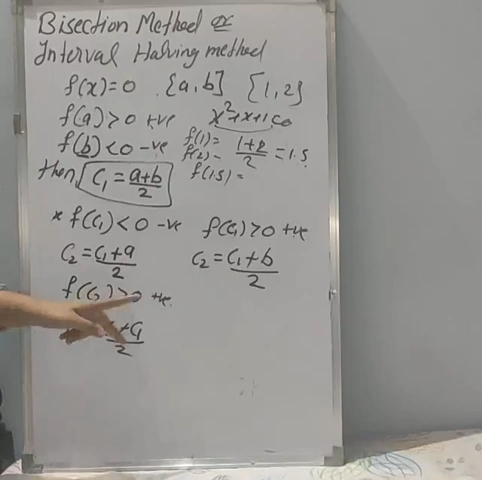 Bisection Method or
Interval Halving method
f(x)=0 . {a,b] [1,2}
f(a)>0 +ve x²+x+1=0
f(b)<0 -ve f(1)= 1+2/2 = 1.5
f(2)-
then, C₁ = a+b/2 f(1.5) =
* f(C₁)<0 -ve f(C₁)>0 +ve
C₂ = C₁+a/2 C₂ = C₁+b/2
f(C₂)>0 +ve
+C₁/2